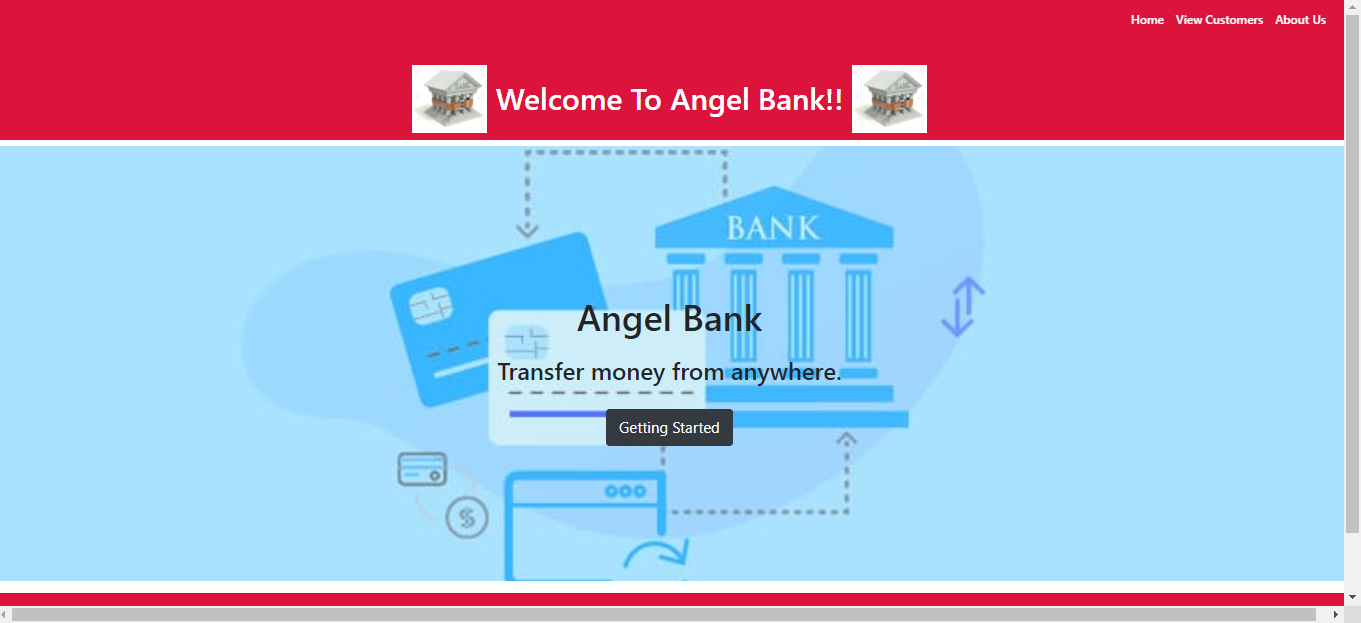 Home View Customers About Us
Welcome To Angel Bank!!
BANK
Angel Bank
Transfer money from anywhere.
Getting Started